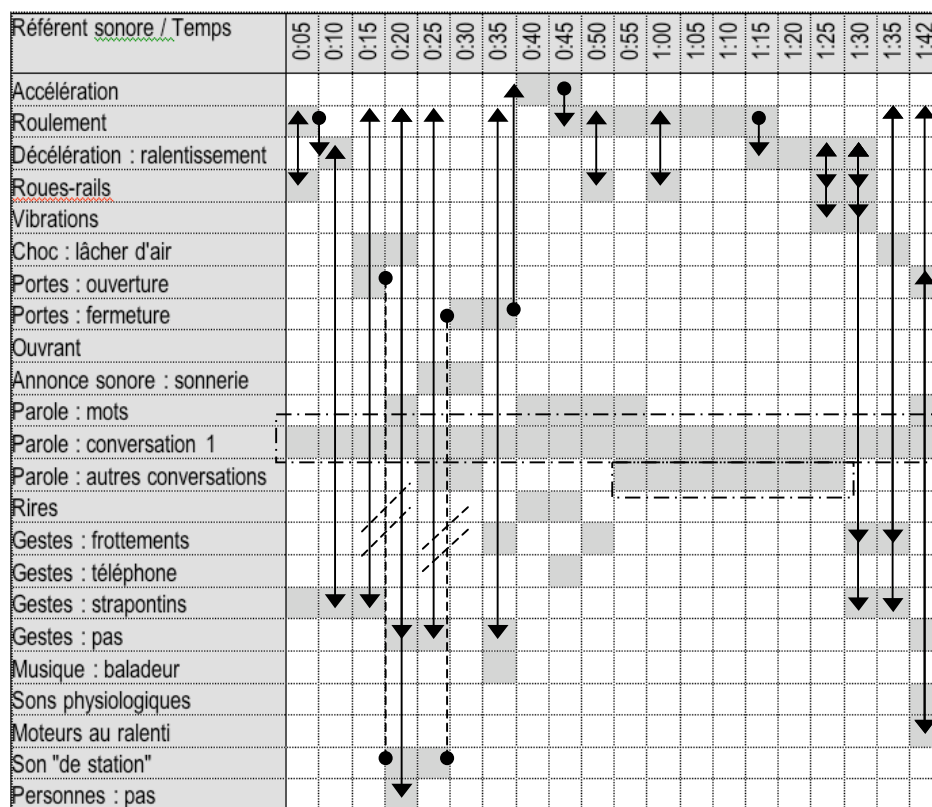 Référent sonore / Temps
0:05 0:10 0:15 0:20 0:25 0:30 0:35 0:40 0:45 0:50 0:55 1:00 1:05 1:10 1:15 1:20 1:25 1:30 1:35 1:42
Accélération
Roulement
Décélération : ralentissement
Roues-rails
Vibrations
Choc : lâcher d'air
Portes : ouverture
Portes : fermeture
Ouvrant
Annonce sonore : sonnerie
Parole : mots
Parole : conversation 1
Parole : autres conversations
Rires
Gestes : frottements
Gestes : téléphone
Gestes : strapontins
Gestes : pas
Musique : baladeur
Sons physiologiques
Moteurs au ralenti
Son "de station"
Personnes : pas